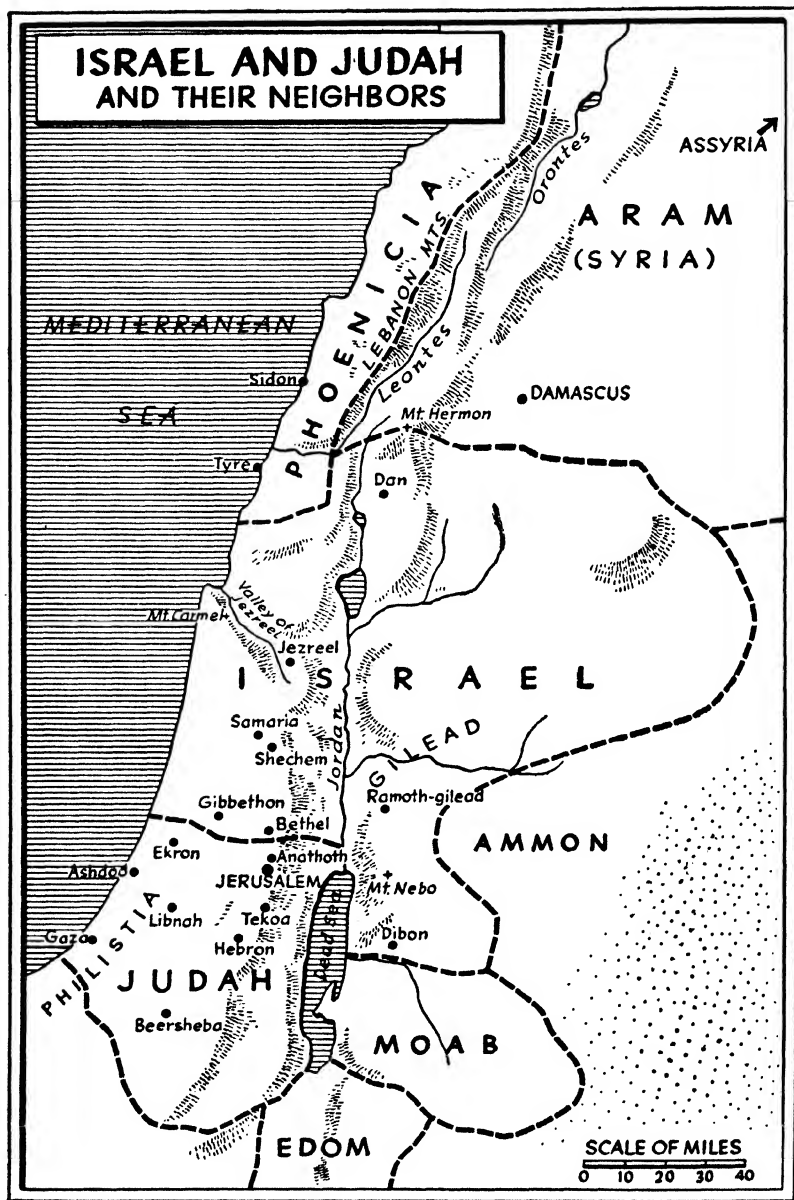 ISRAEL AND JUDAH
AND THEIR NEIGHBORS
ASSYRIA
ARAM
(SYRIA)
Orontes
PHOENICIA
LEBANON MTS.
Leontes
MEDITERRANEAN
SEA
Sidon
DAMASCUS
Mt. Hermon
Tyre
Dan
Valley of
Jezreel
Mt. Carmel
Jezreel
ISRAEL
Samaria
Shechem
Jordan
GILEAD
Ramoth-gilead
Gibbethon
Bethel
AMMON
Ekron
Anathoth
Ashdod
JERUSALEM
Mt. Nebo
Libnah
Tekoa
Dead Sea
Gaza
Hebron
Dibon
PHILISTIA
JUDAH
Beersheba
MOAB
EDOM
SCALE OF MILES
0 10 20 30 40